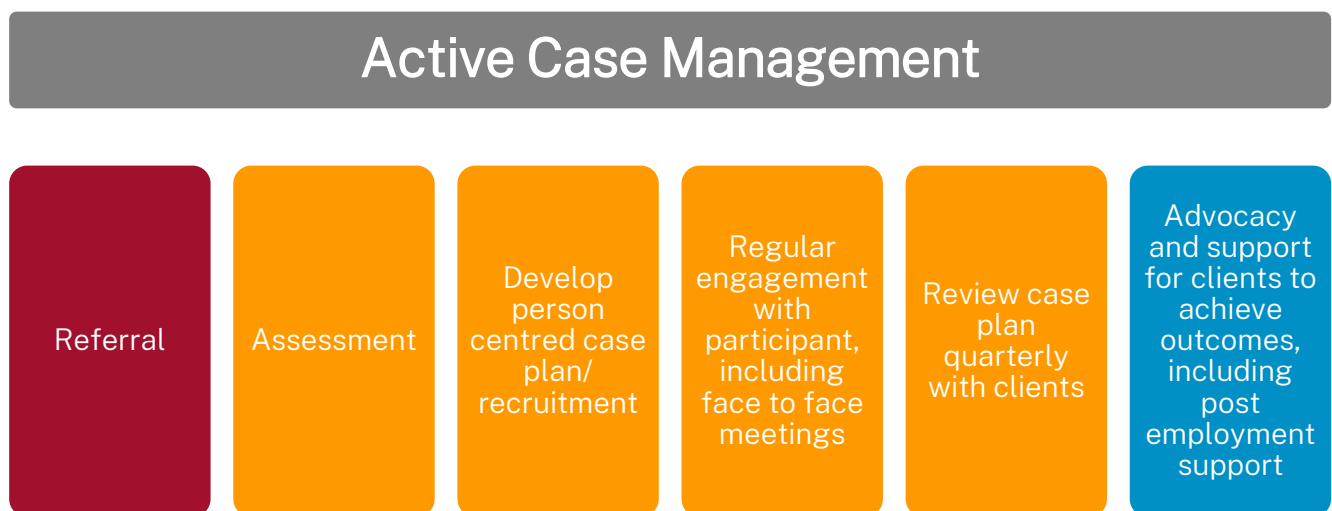 Active Case Management
Referral
Assessment
Develop
person
centred case
plan/
recruitment
Regular
engagement
with
participant,
including
face to face
meetings
Review case
plan
quarterly
with clients
Advocacy
and support
for clients to
achieve
outcomes,
including
post
employment
support